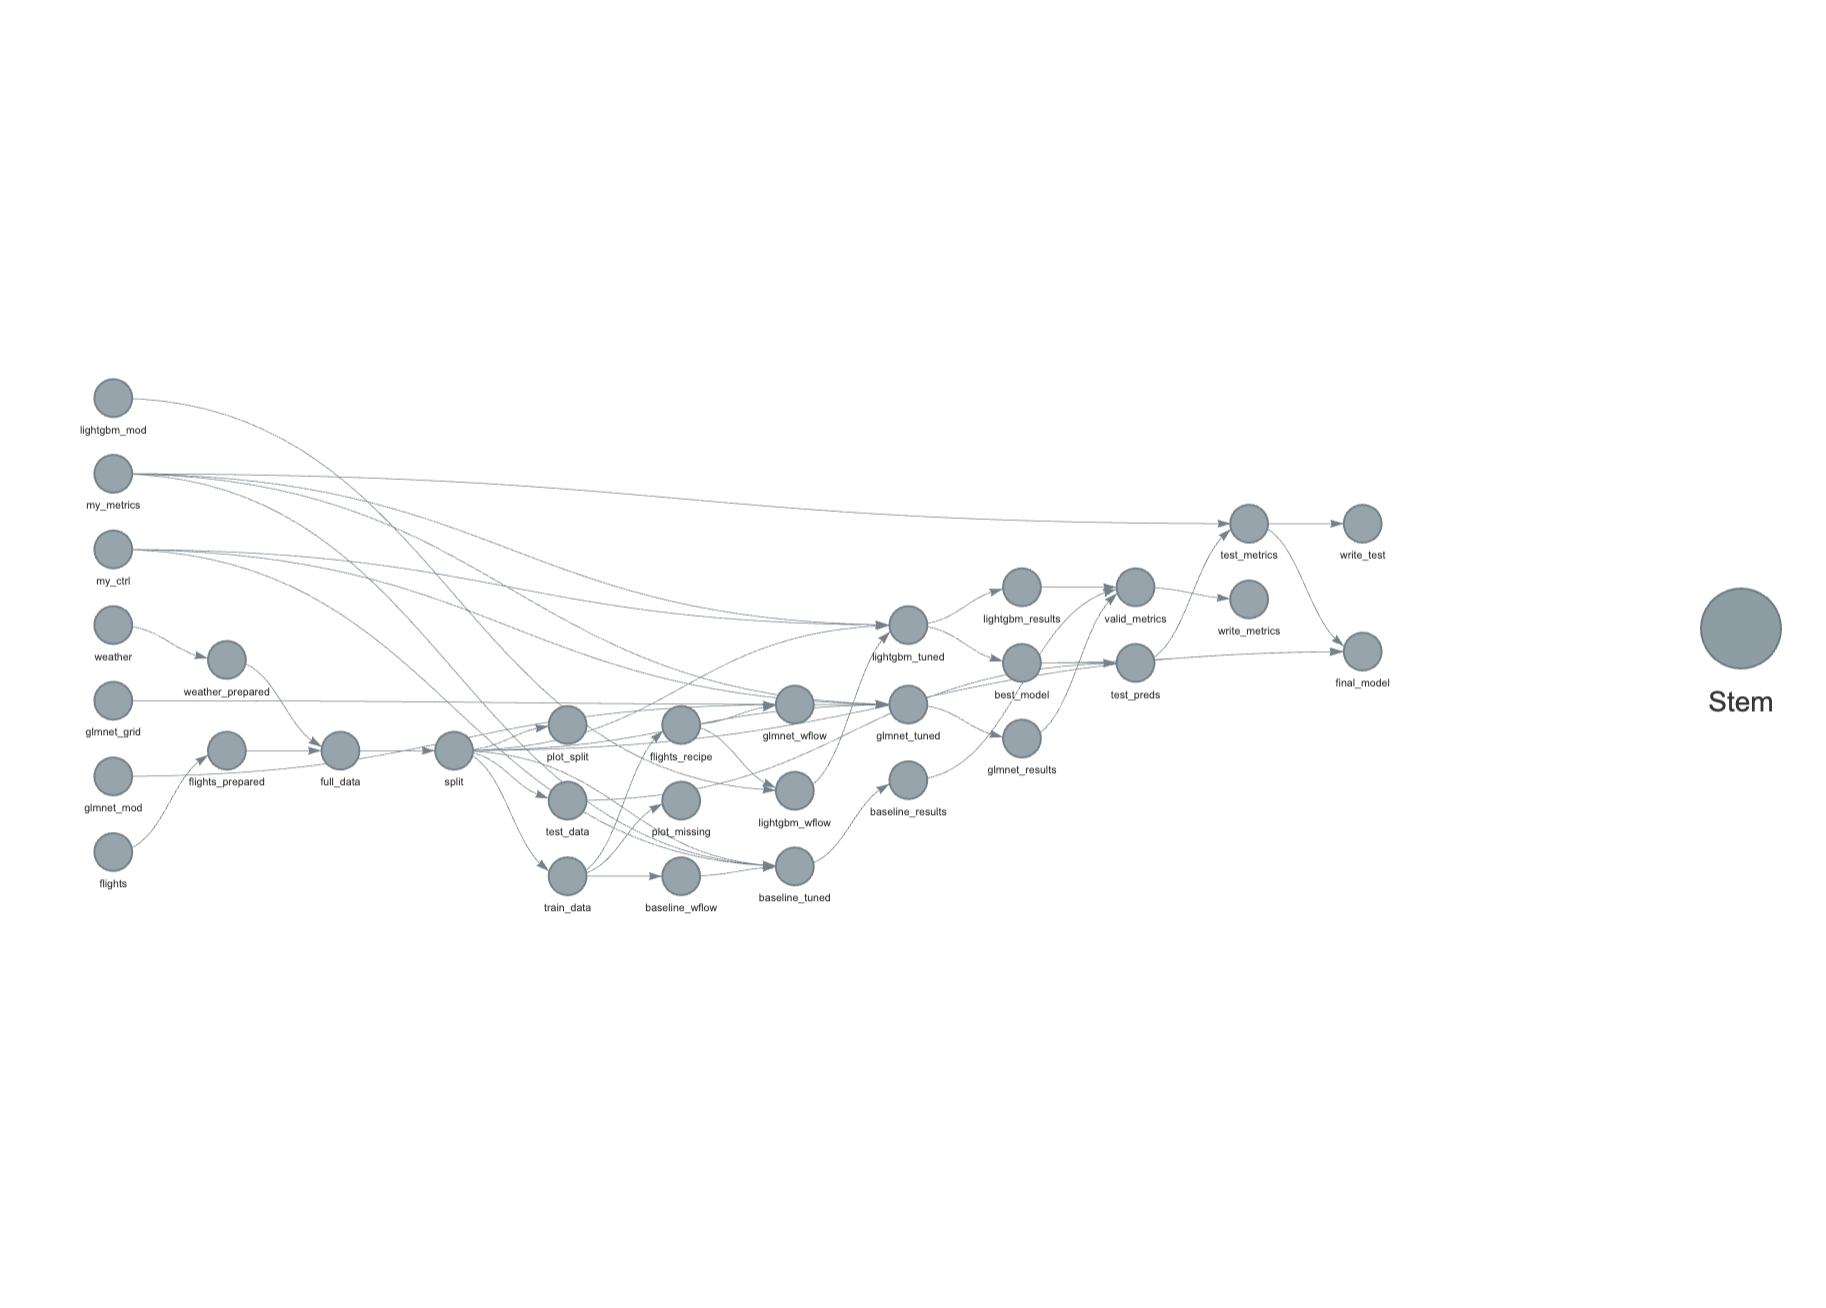 lightgbm_mod
my_metrics
my_ctrl
weather
glmnet_grid
glmnet_mod
flights
weather_prepared
flights_prepared
full_data
split
plot_split
test_data
train_data
flights_recipe
plot_missing
baseline_wflow
glmnet_wflow
lightgbm_wflow
baseline_tuned
lightgbm_tuned
glmnet_tuned
baseline_results
lightgbm_results
best_model
glmnet_results
valid_metrics
test_preds
test_metrics
write_metrics
write_test
final_model
Stem